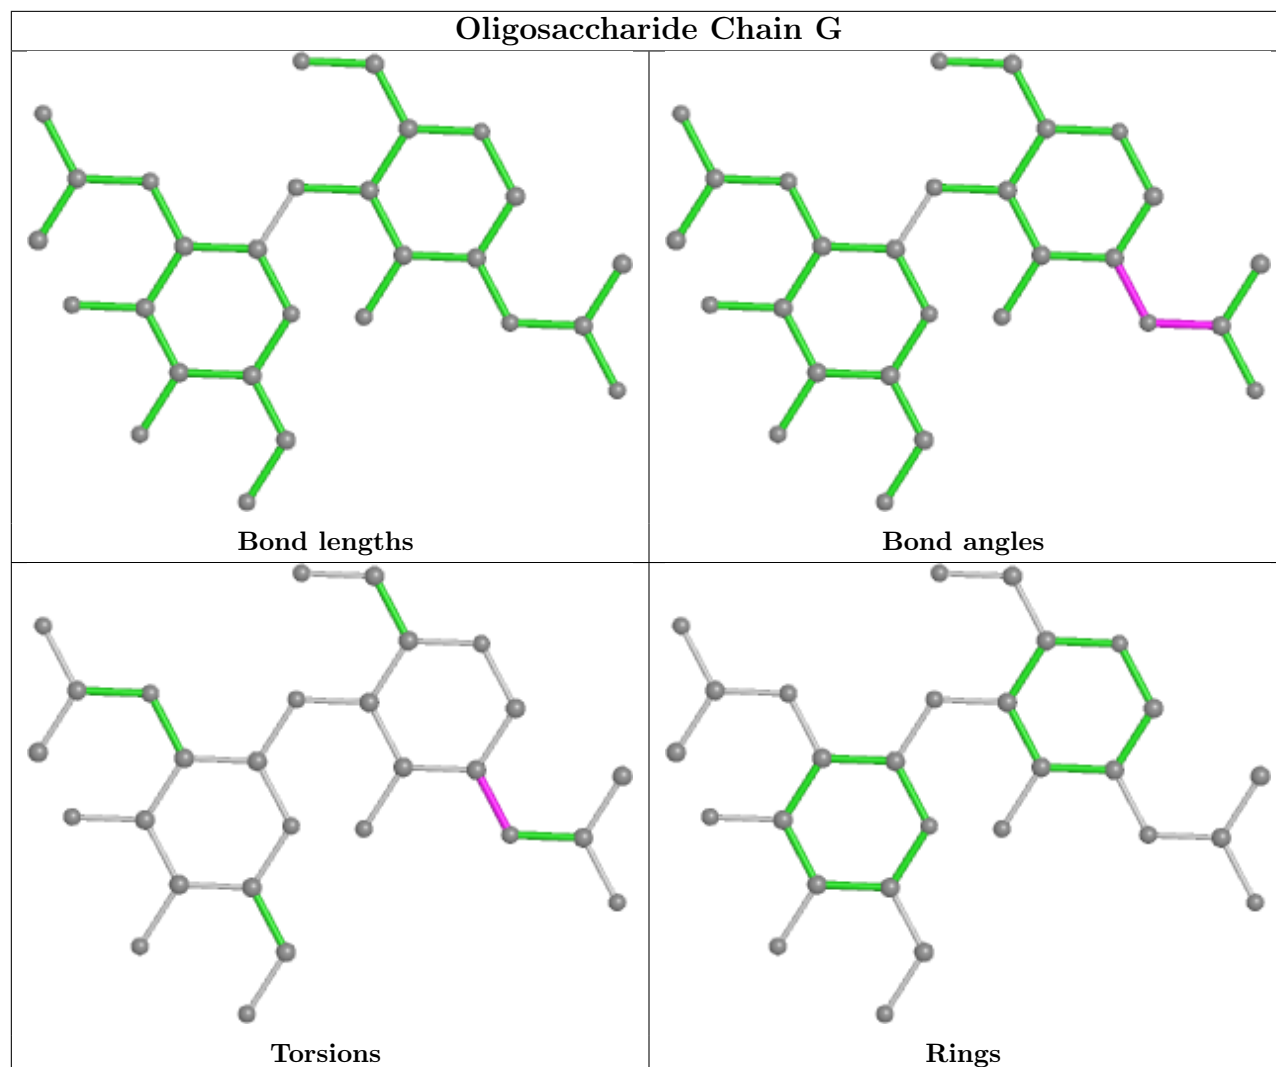 Oligosaccharide Chain G
Bond lengths
Bond angles
Torsions
Rings